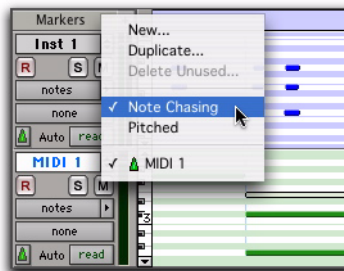 Markers
New...
Duplicate...
Delete Unused...
✓ Note Chasing
Pitched
✓ MIDI 1
Inst 1
R S M
notes
none
Auto read
MIDI 1
R S M
notes
3
none
Auto read